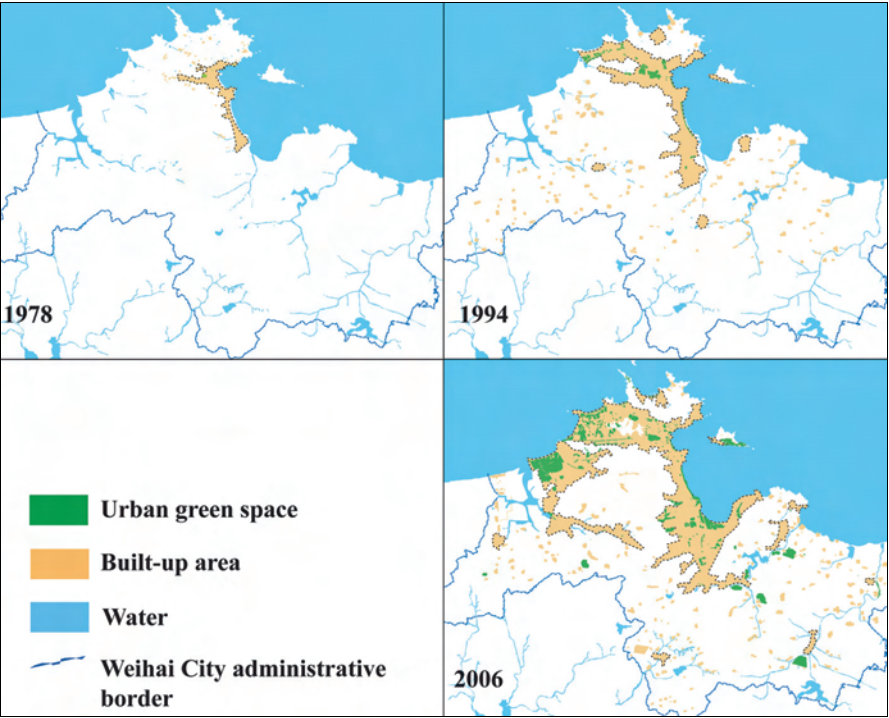 1978
1994
Urban green space
Built-up area
Water
Weihai City administrative
border
2006